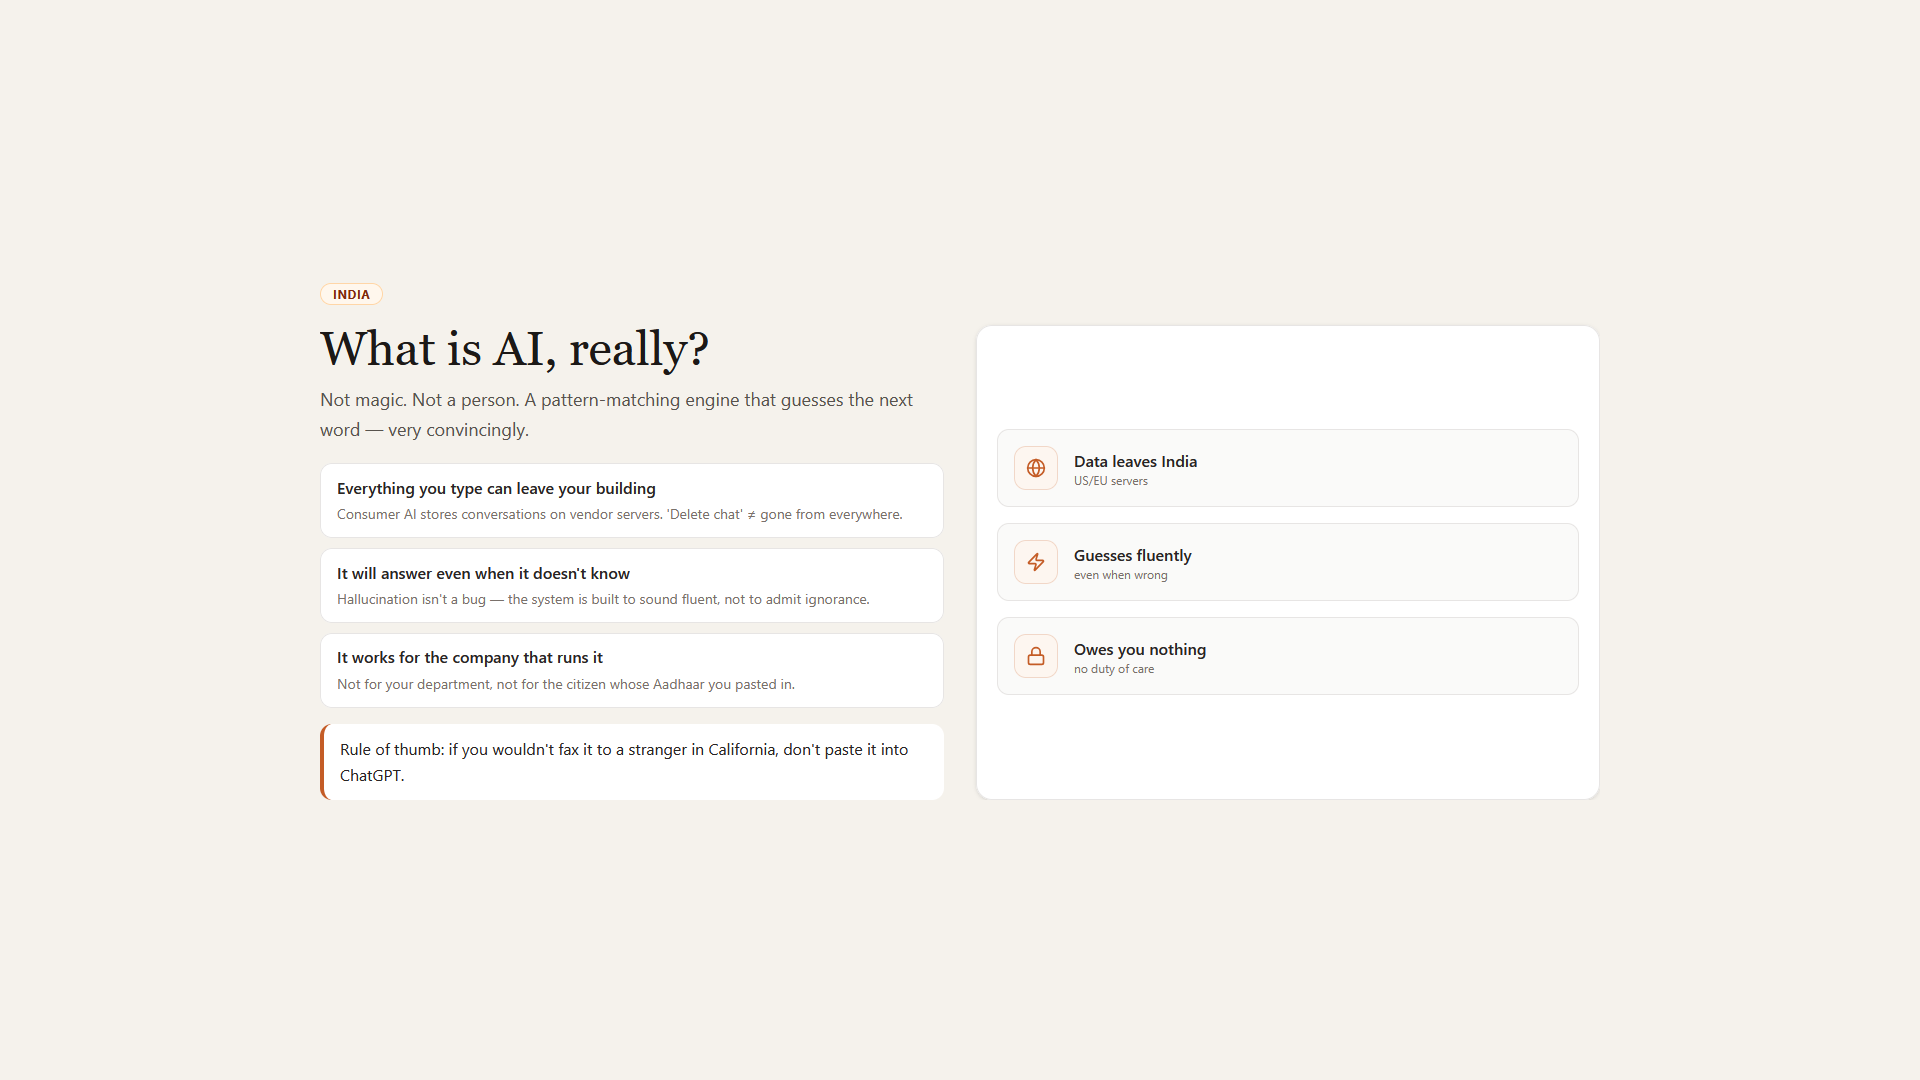 INDIA
What is AI, really?
Not magic. Not a person. A pattern-matching engine that guesses the next
word — very convincingly.
Everything you type can leave your building
Consumer AI stores conversations on vendor servers. 'Delete chat' ≠ gone from everywhere.
It will answer even when it doesn't know
Hallucination isn't a bug — the system is built to sound fluent, not to admit ignorance.
It works for the company that runs it
Not for your department, not for the citizen whose Aadhaar you pasted in.
Rule of thumb: if you wouldn't fax it to a stranger in California, don't paste it into
ChatGPT.
Data leaves India
US/EU servers
Guesses fluently
even when wrong
Owes you nothing
no duty of care